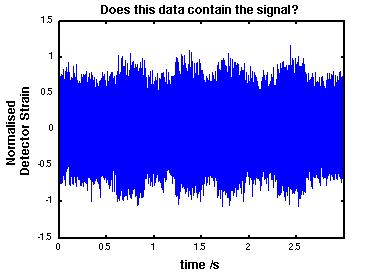 Does this data contain the signal?
1.5
1
0.5
0
-0.5
-1
-1.5
Normalised
Detector Strain
0 0.5 1 1.5 2 2.5
time /s